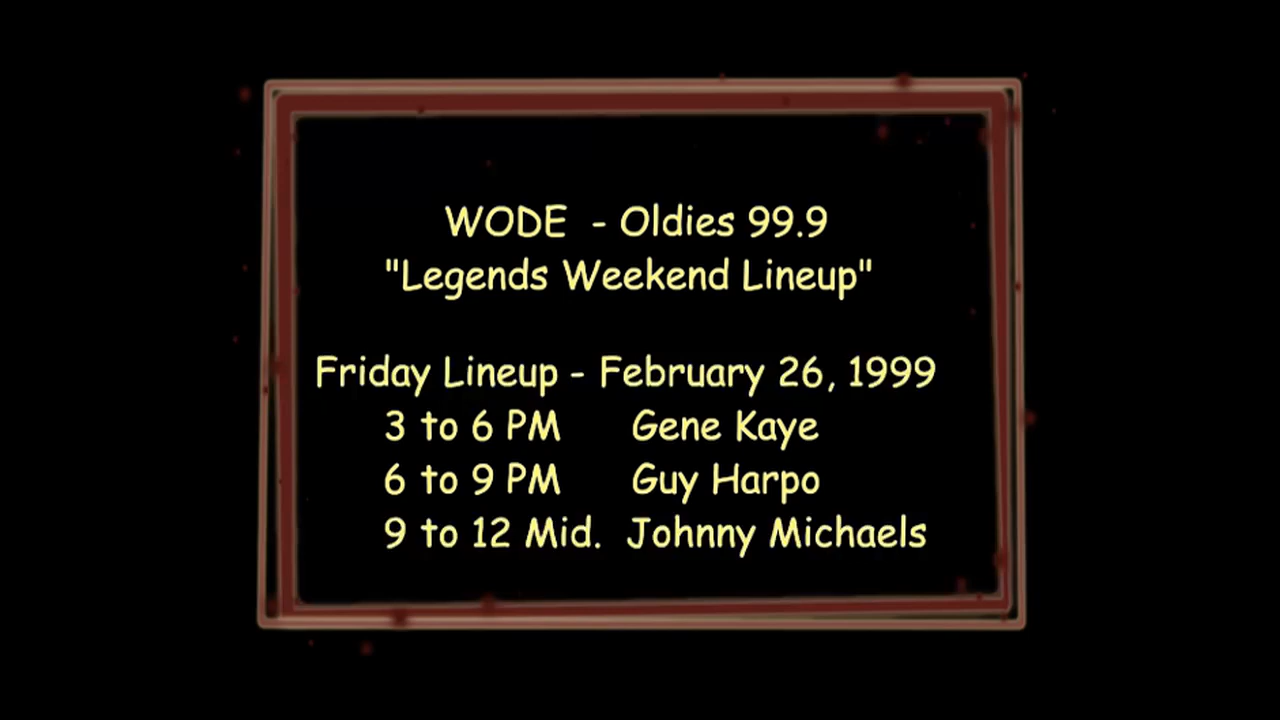 WODE - Oldies 99.9
"Legends Weekend Lineup"
Friday Lineup - February 26, 1999
3 to 6 PM Gene Kaye
6 to 9 PM Guy Harpo
9 to 12 Mid. Johnny Michaels